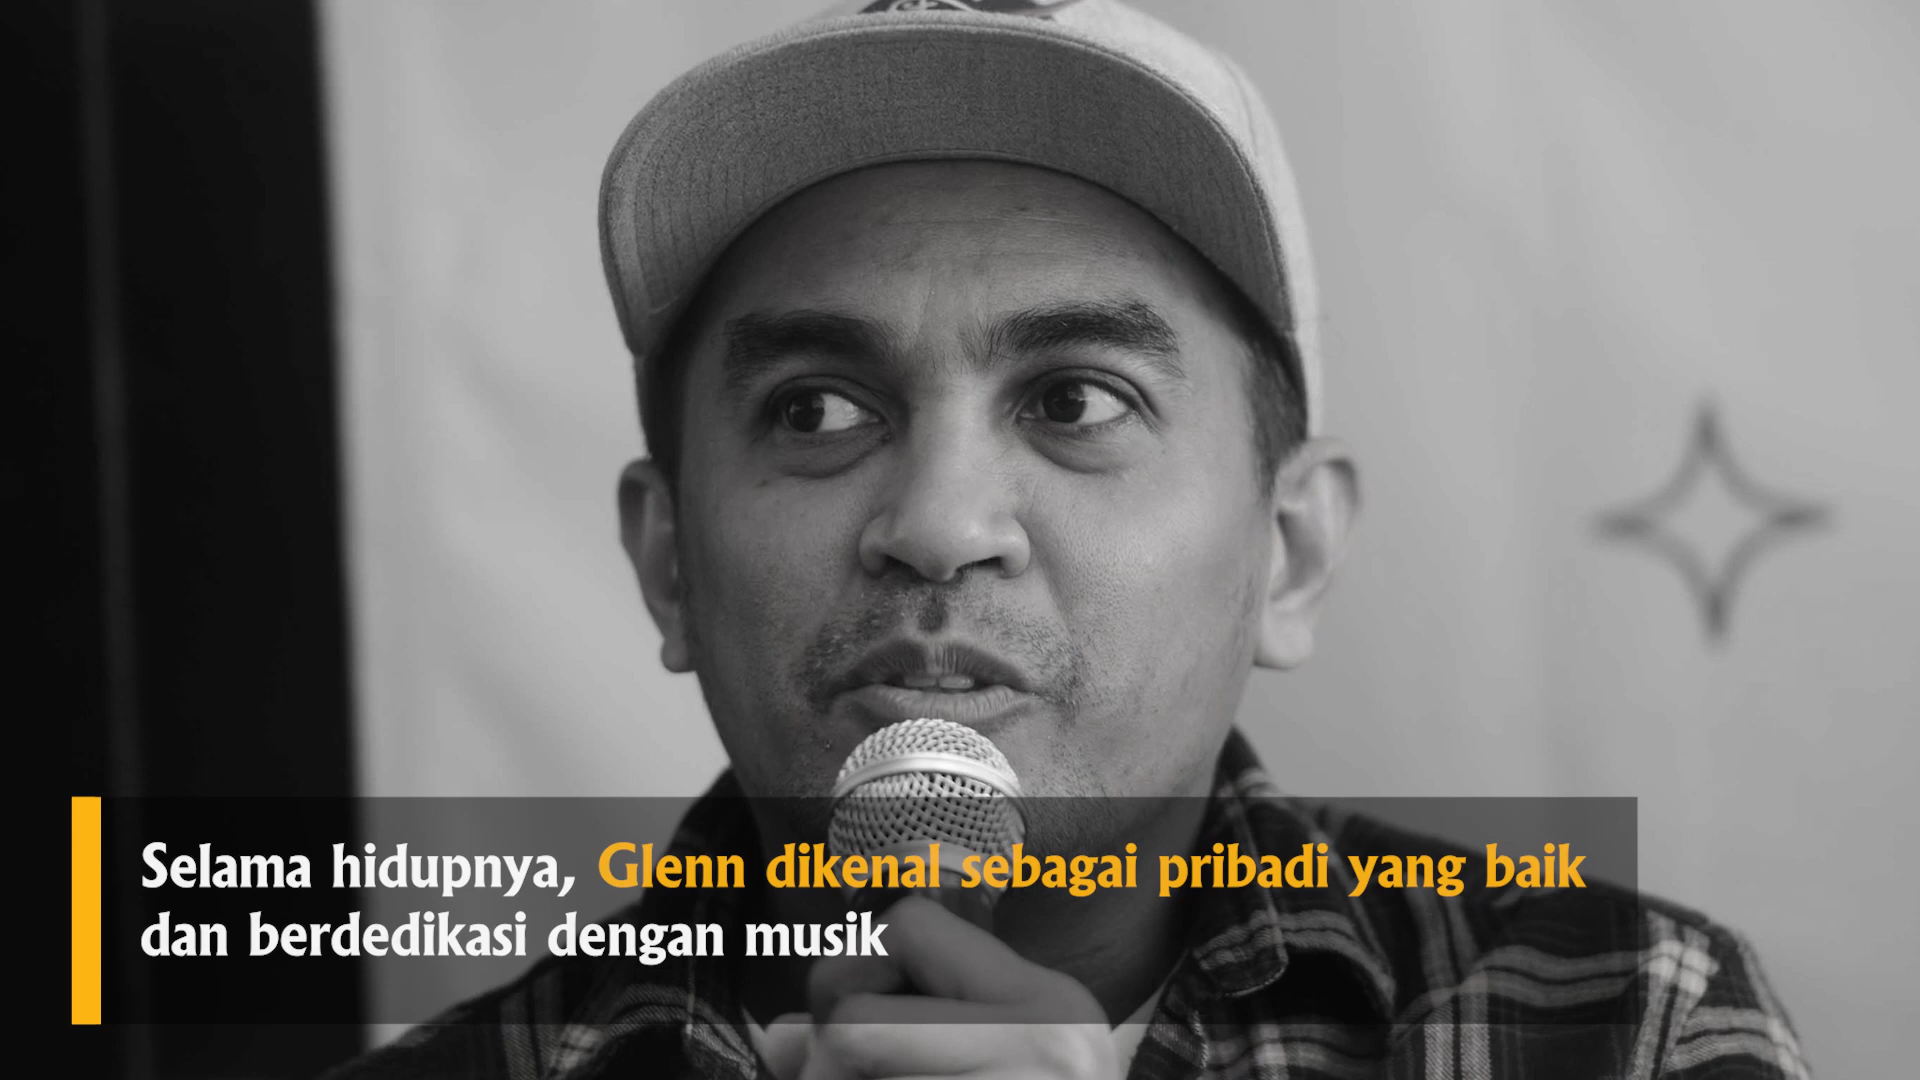 Selama hidupnya, Glenn dikenal sebagai pribadi yang baik
dan berdedikasi dengan musik